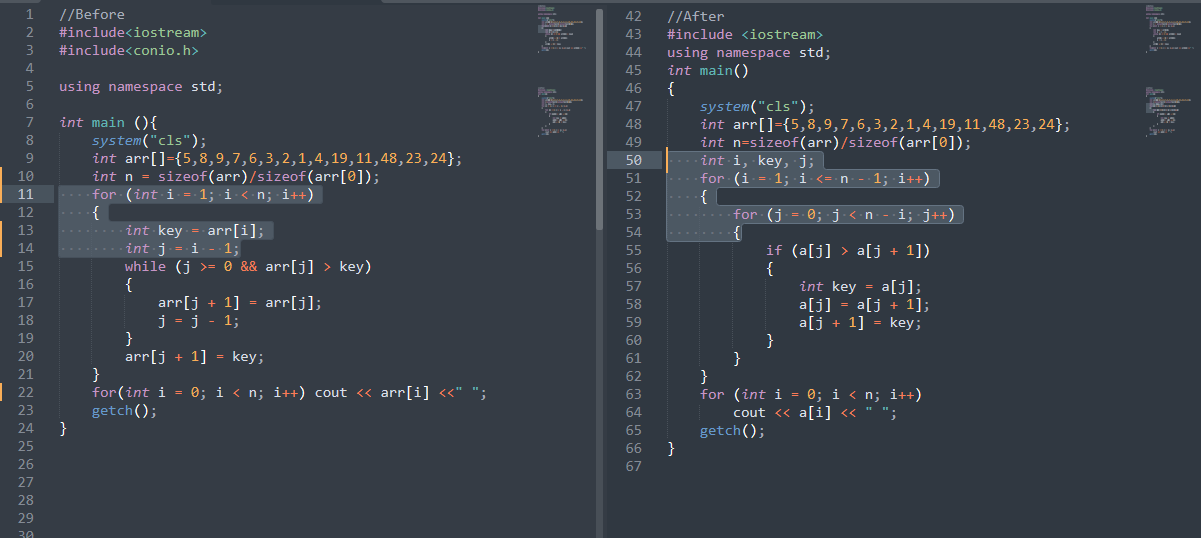 1 //Before
2 #include<iostream>
3 #include<conio.h>
4
5 using namespace std;
6
7 int main (){
8 system("cls");
9 int arr[]={5,8,9,7,6,3,2,1,4,19,11,48,23,24};
10 int n = sizeof(arr)/sizeof(arr[0]);
11 for (int i = 1; i < n; i++)
12 {
13 int key = arr[i];
14 int j = i - 1;
15 while (j >= 0 && arr[j] > key)
16 {
17 arr[j + 1] = arr[j];
18 j = j - 1;
19 }
20 arr[j + 1] = key;
21 }
22 for(int i = 0; i < n; i++) cout << arr[i] <<" ";
23 getch();
24 }
25
26
27
28
29
30
42 //After
43 #include <iostream>
44 using namespace std;
45 int main()
46 {
47 system("cls");
48 int arr[]={5,8,9,7,6,3,2,1,4,19,11,48,23,24};
49 int n=sizeof(arr)/sizeof(arr[0]);
50 int i, key, j;
51 for (i = 1; i <= n - 1; i++)
52 {
53 for (j = 0; j < n - i; j++)
54 {
55 if (a[j] > a[j + 1])
56 {
57 int key = a[j];
58 a[j] = a[j + 1];
59 a[j + 1] = key;
60 }
61 }
62 }
63 for (int i = 0; i < n; i++)
64 cout << a[i] << " ";
65 getch();
66 }
67